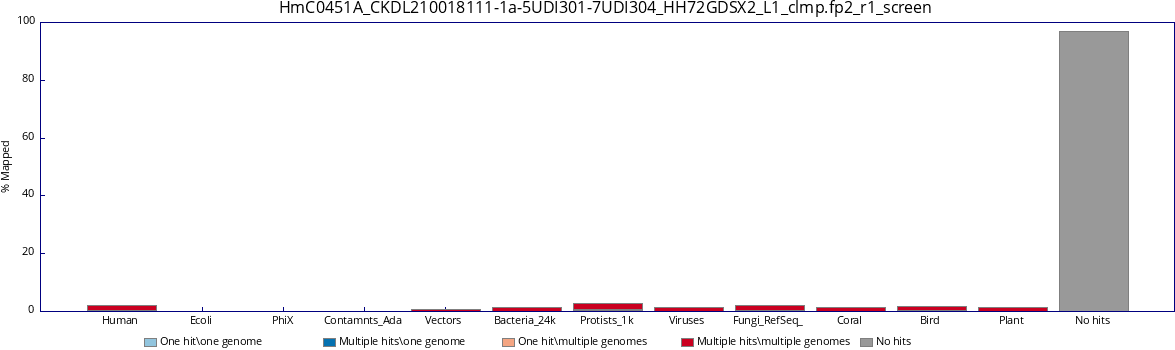 HmC0451A_CKDL210018111-1a-5UDI301-7UDI304_HH72GDSX2_L1_clmp.fp2_r1_screen
100
80
60
40
20
0
% Mapped
Human Ecoli PhiX Contamnts_Ada Vectors Bacteria_24k Protists_1k Viruses Fungi_RefSeq_ Coral Bird Plant No hits
One hit\one genome Multiple hits\one genome One hit\multiple genomes Multiple hits\multiple genomes No hits